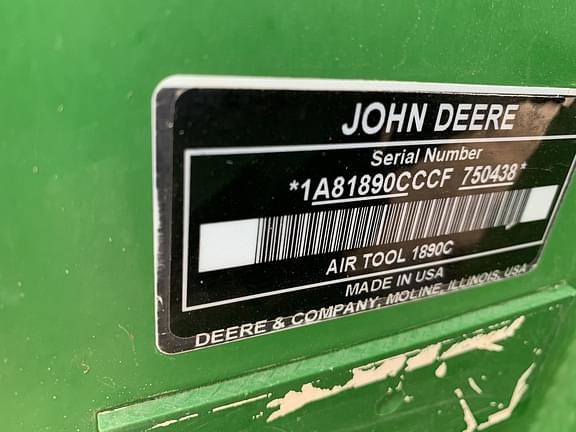 JOHN DEERE
Serial Number
*1A81890CCCF 750438*
AIR TOOL 1890C
MADE IN USA
DEERE & COMPANY, MOLINE, ILLINOIS, USA